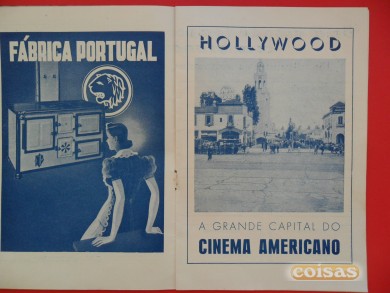 FÁBRICA PORTUGAL
HOLLYWOOD
A GRANDE CAPITAL DO
CINEMA AMERICANO
coisas